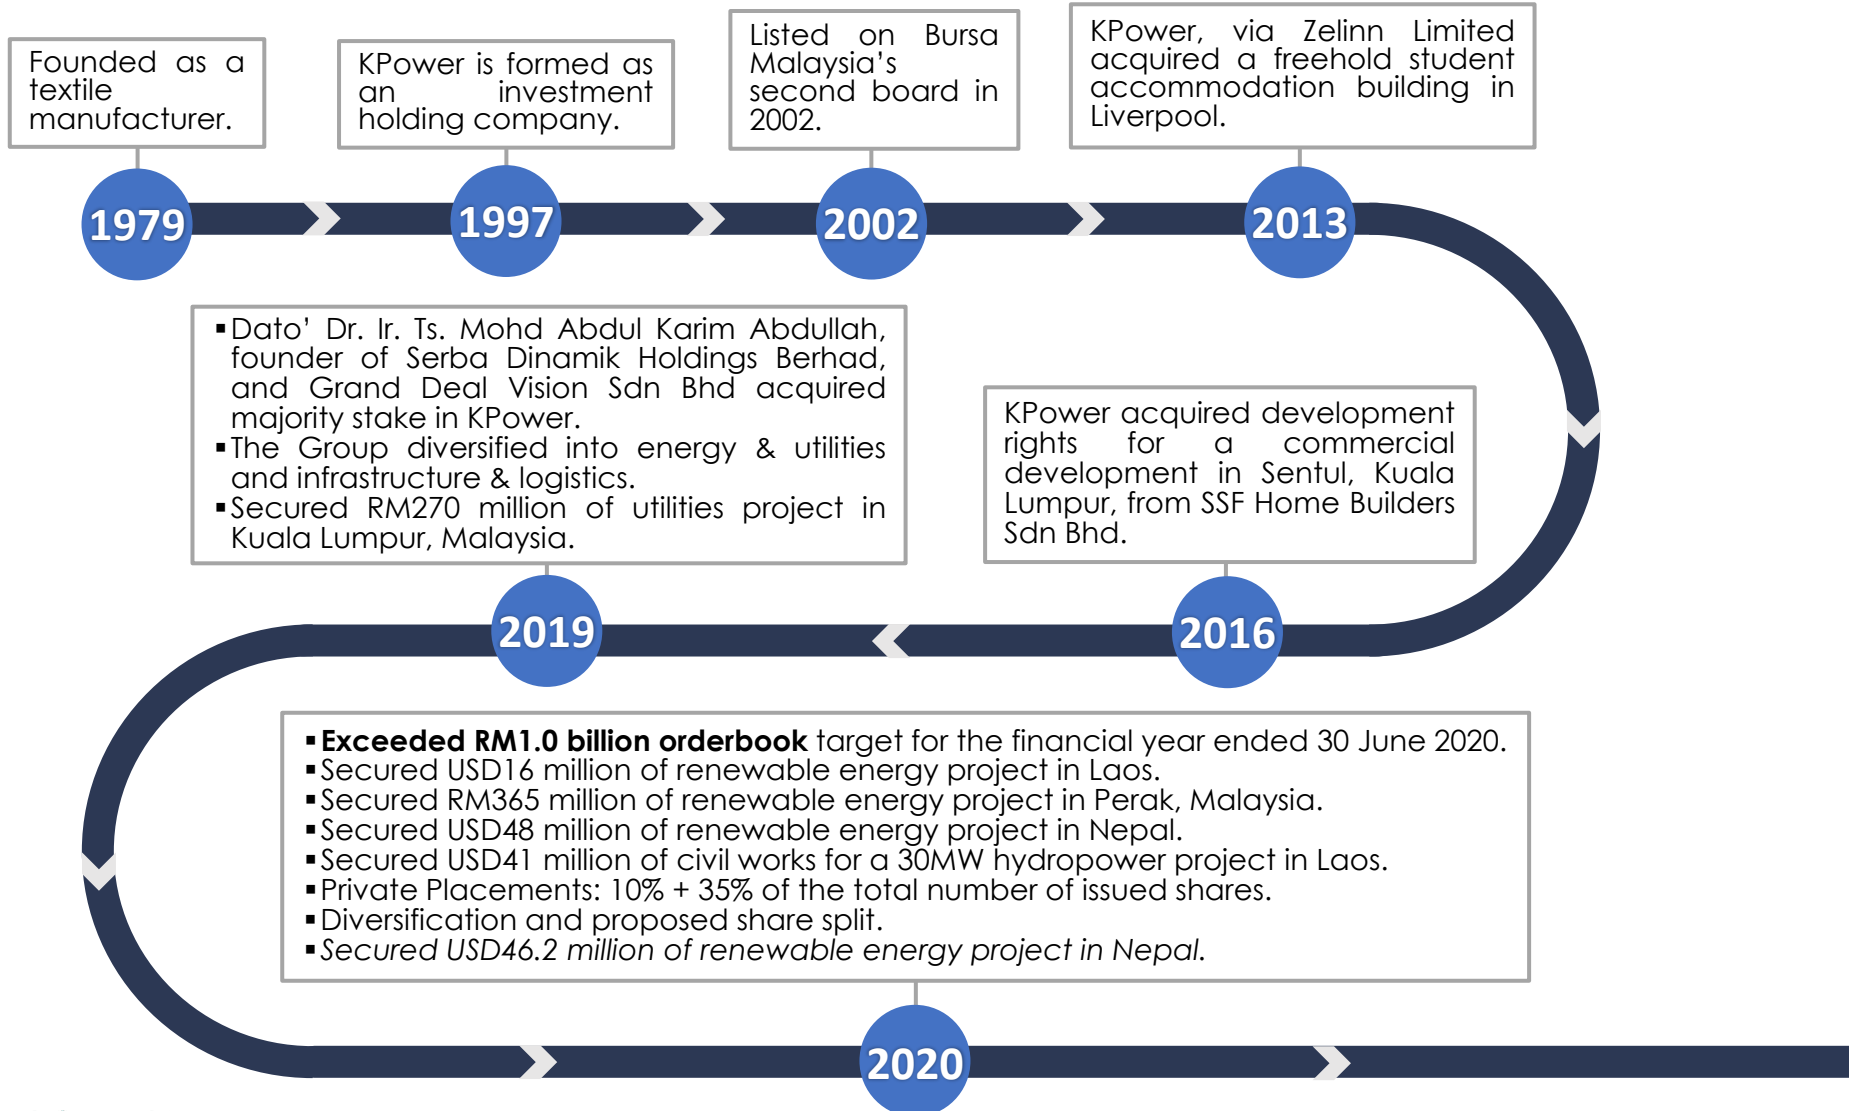 Founded as a
textile
manufacturer.
KPower is formed as
an investment
holding company.
Listed on Bursa
Malaysia’s
second board in
2002.
KPower, via Zelinn Limited
acquired a freehold student
accommodation building in
Liverpool.
1979
1997
2002
2013
▪Dato’ Dr. Ir. Ts. Mohd Abdul Karim Abdullah,
founder of Serba Dinamik Holdings Berhad,
and Grand Deal Vision Sdn Bhd acquired
majority stake in KPower.
▪The Group diversified into energy & utilities
and infrastructure & logistics.
▪Secured RM270 million of utilities project in
Kuala Lumpur, Malaysia.
KPower acquired development
rights for a commercial
development in Sentul, Kuala
Lumpur, from SSF Home Builders
Sdn Bhd.
2019
2016
▪Exceeded RM1.0 billion orderbook target for the financial year ended 30 June 2020.
▪Secured USD16 million of renewable energy project in Laos.
▪Secured RM365 million of renewable energy project in Perak, Malaysia.
▪Secured USD48 million of renewable energy project in Nepal.
▪Secured USD41 million of civil works for a 30MW hydropower project in Laos.
▪Private Placements: 10% + 35% of the total number of issued shares.
▪Diversification and proposed share split.
▪Secured USD46.2 million of renewable energy project in Nepal.
2020